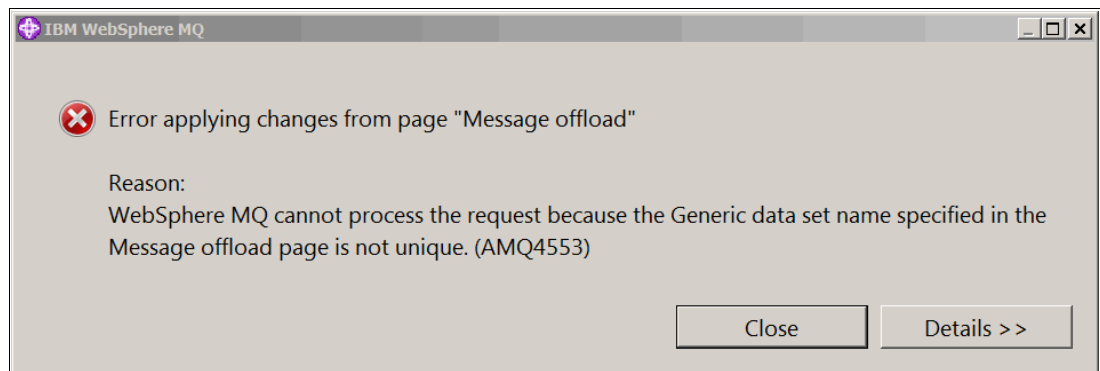 IBM WebSphere MQ
Error applying changes from page "Message offload"
Reason:
WebSphere MQ cannot process the request because the Generic data set name specified in the
Message offload page is not unique. (AMQ4553)
Close
Details >>